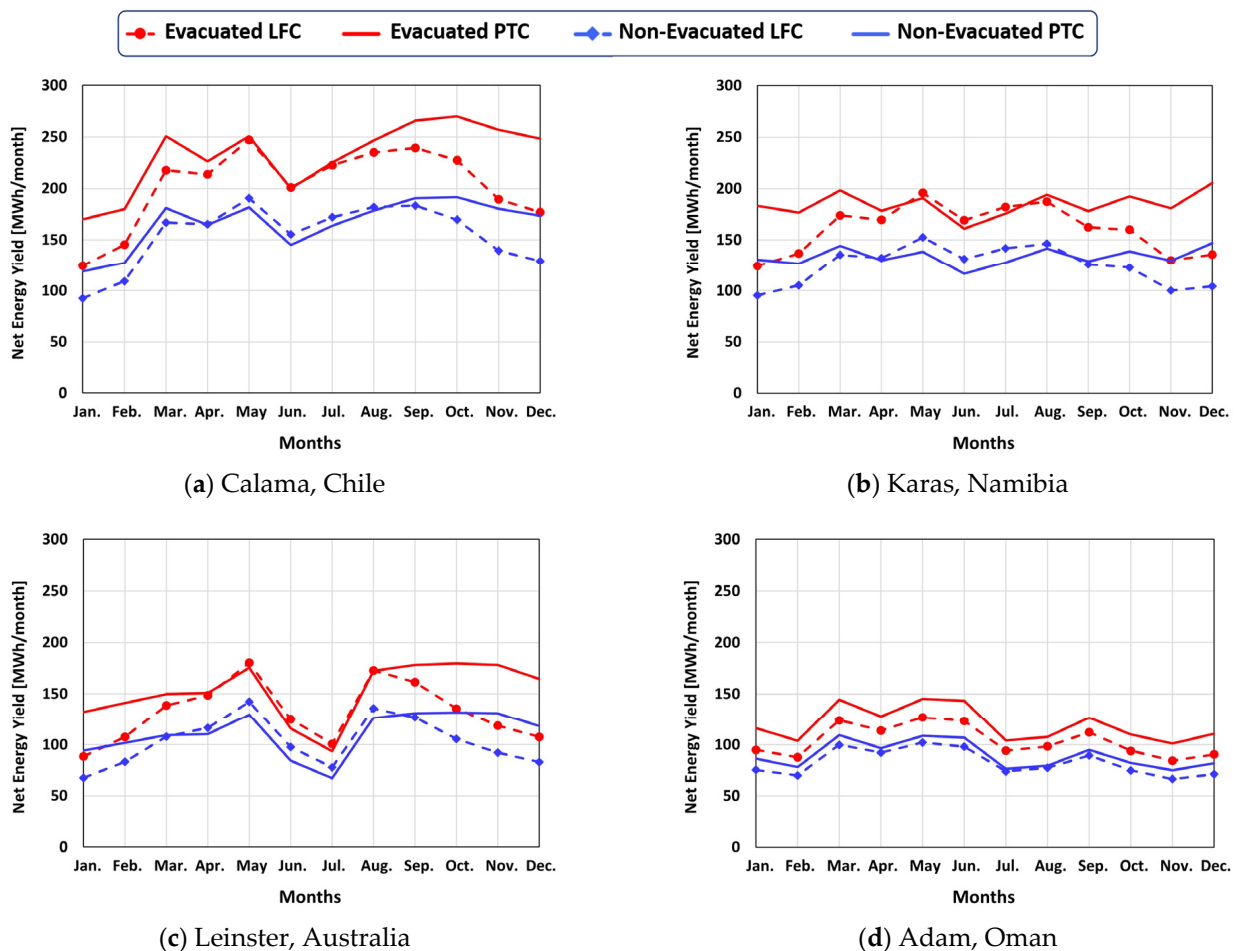 Evacuated LFC Evacuated PTC Non-Evacuated LFC Non-Evacuated PTC
Net Energy Yield [MWh/month]
300
250
200
150
100
50
0
Jan. Feb. Mar. Apr. May Jun. Jul. Aug. Sep. Oct. Nov. Dec.
Months
(a) Calama, Chile
Net Energy Yield [MWh/month]
300
250
200
150
100
50
0
Jan. Feb. Mar. Apr. May Jun. Jul. Aug. Sep. Oct. Nov. Dec.
Months
(b) Karas, Namibia
Net Energy Yield [MWh/month]
300
250
200
150
100
50
0
Jan. Feb. Mar. Apr. May Jun. Jul. Aug. Sep. Oct. Nov. Dec.
Months
(c) Leinster, Australia
Net Energy Yield [MWh/month]
300
250
200
150
100
50
0
Jan. Feb. Mar. Apr. May Jun. Jul. Aug. Sep. Oct. Nov. Dec.
Months
(d) Adam, Oman